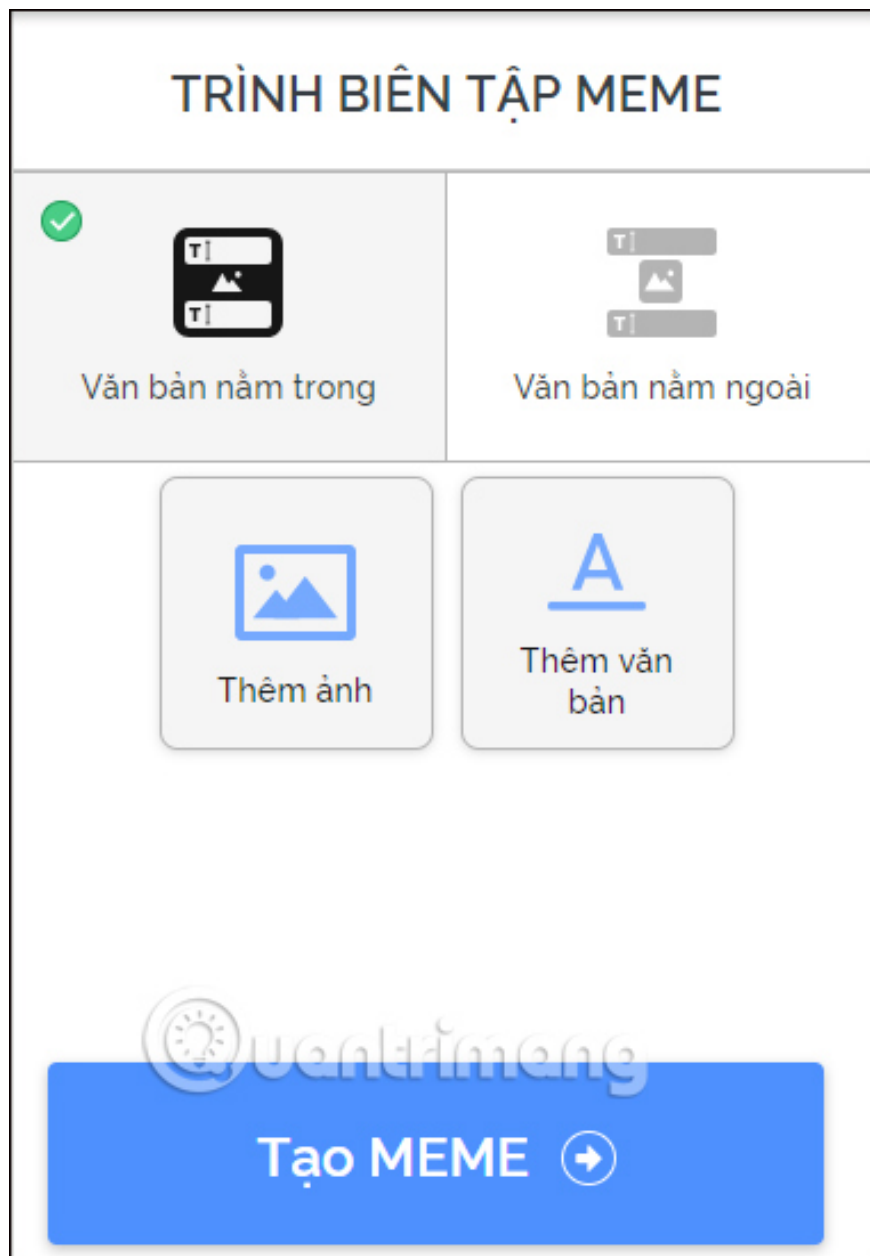 TRÌNH BIÊN TẬP MEME
T
T
Văn bản nằm trong
T
T
Văn bản nằm ngoài
Thêm ảnh
A
Thêm văn
bản
Quantrimang
Tạo MEME